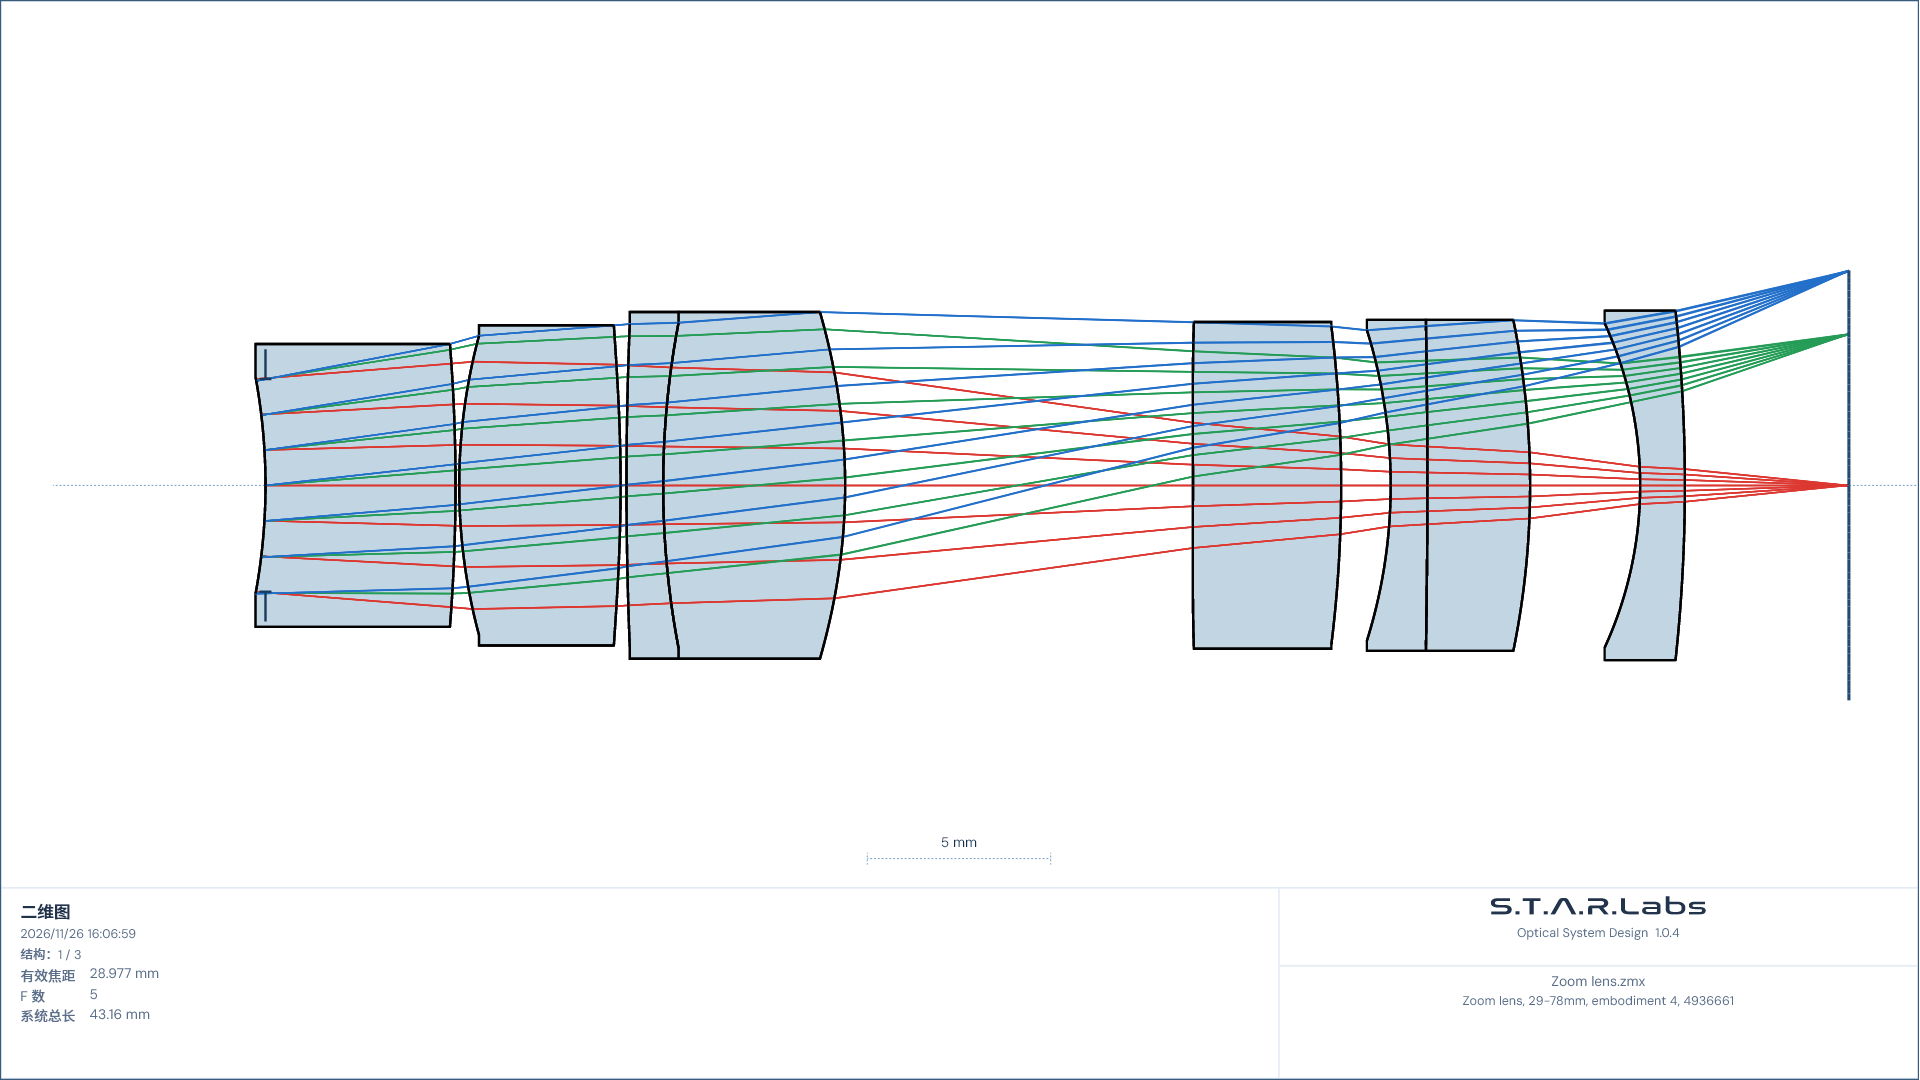 5 mm
二维图
2026/11/26 16:06:59
结构: 1 / 3
有效焦距 28.977 mm
F 数 5
系统总长 43.16 mm
S.T.A.R.Labs
Optical System Design 1.0.4
Zoom lens.zmx
Zoom lens, 29-78mm, embodiment 4, 4936661